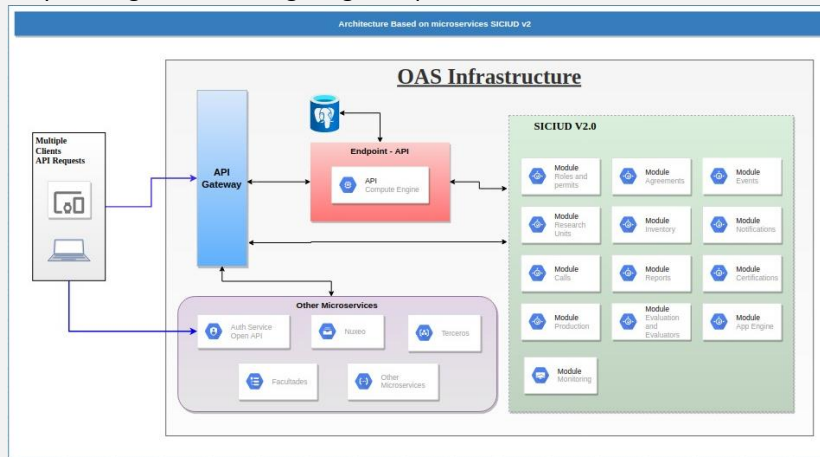 Architecture Based on microservices SICIUD v2
OAS Infrastructure
Multiple
Clients
API Requests
API
Gateway
Endpoint - API
API
Compute Engine
SICIUD V2.0
Module
Roles and
permits
Module
Agreements
Module
Events
Module
Research
Units
Module
Inventory
Module
Notifications
Module
Calls
Module
Reports
Module
Certifications
Module
Production
Module
Evaluation
and
Evaluators
Module
App Engine
Module
Monitoring
Other Microservices
Auth Service
Open API
Nuxeo
Terceros
Facultades
Other
Microservices